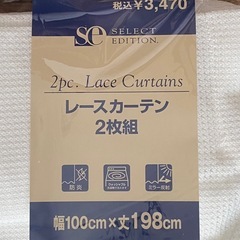 税込¥3,470
se SELECT EDITION.
2pc. Lace Curtains
レースカーテン
2枚組
防炎
ミラー反射
幅100cm×丈198cm